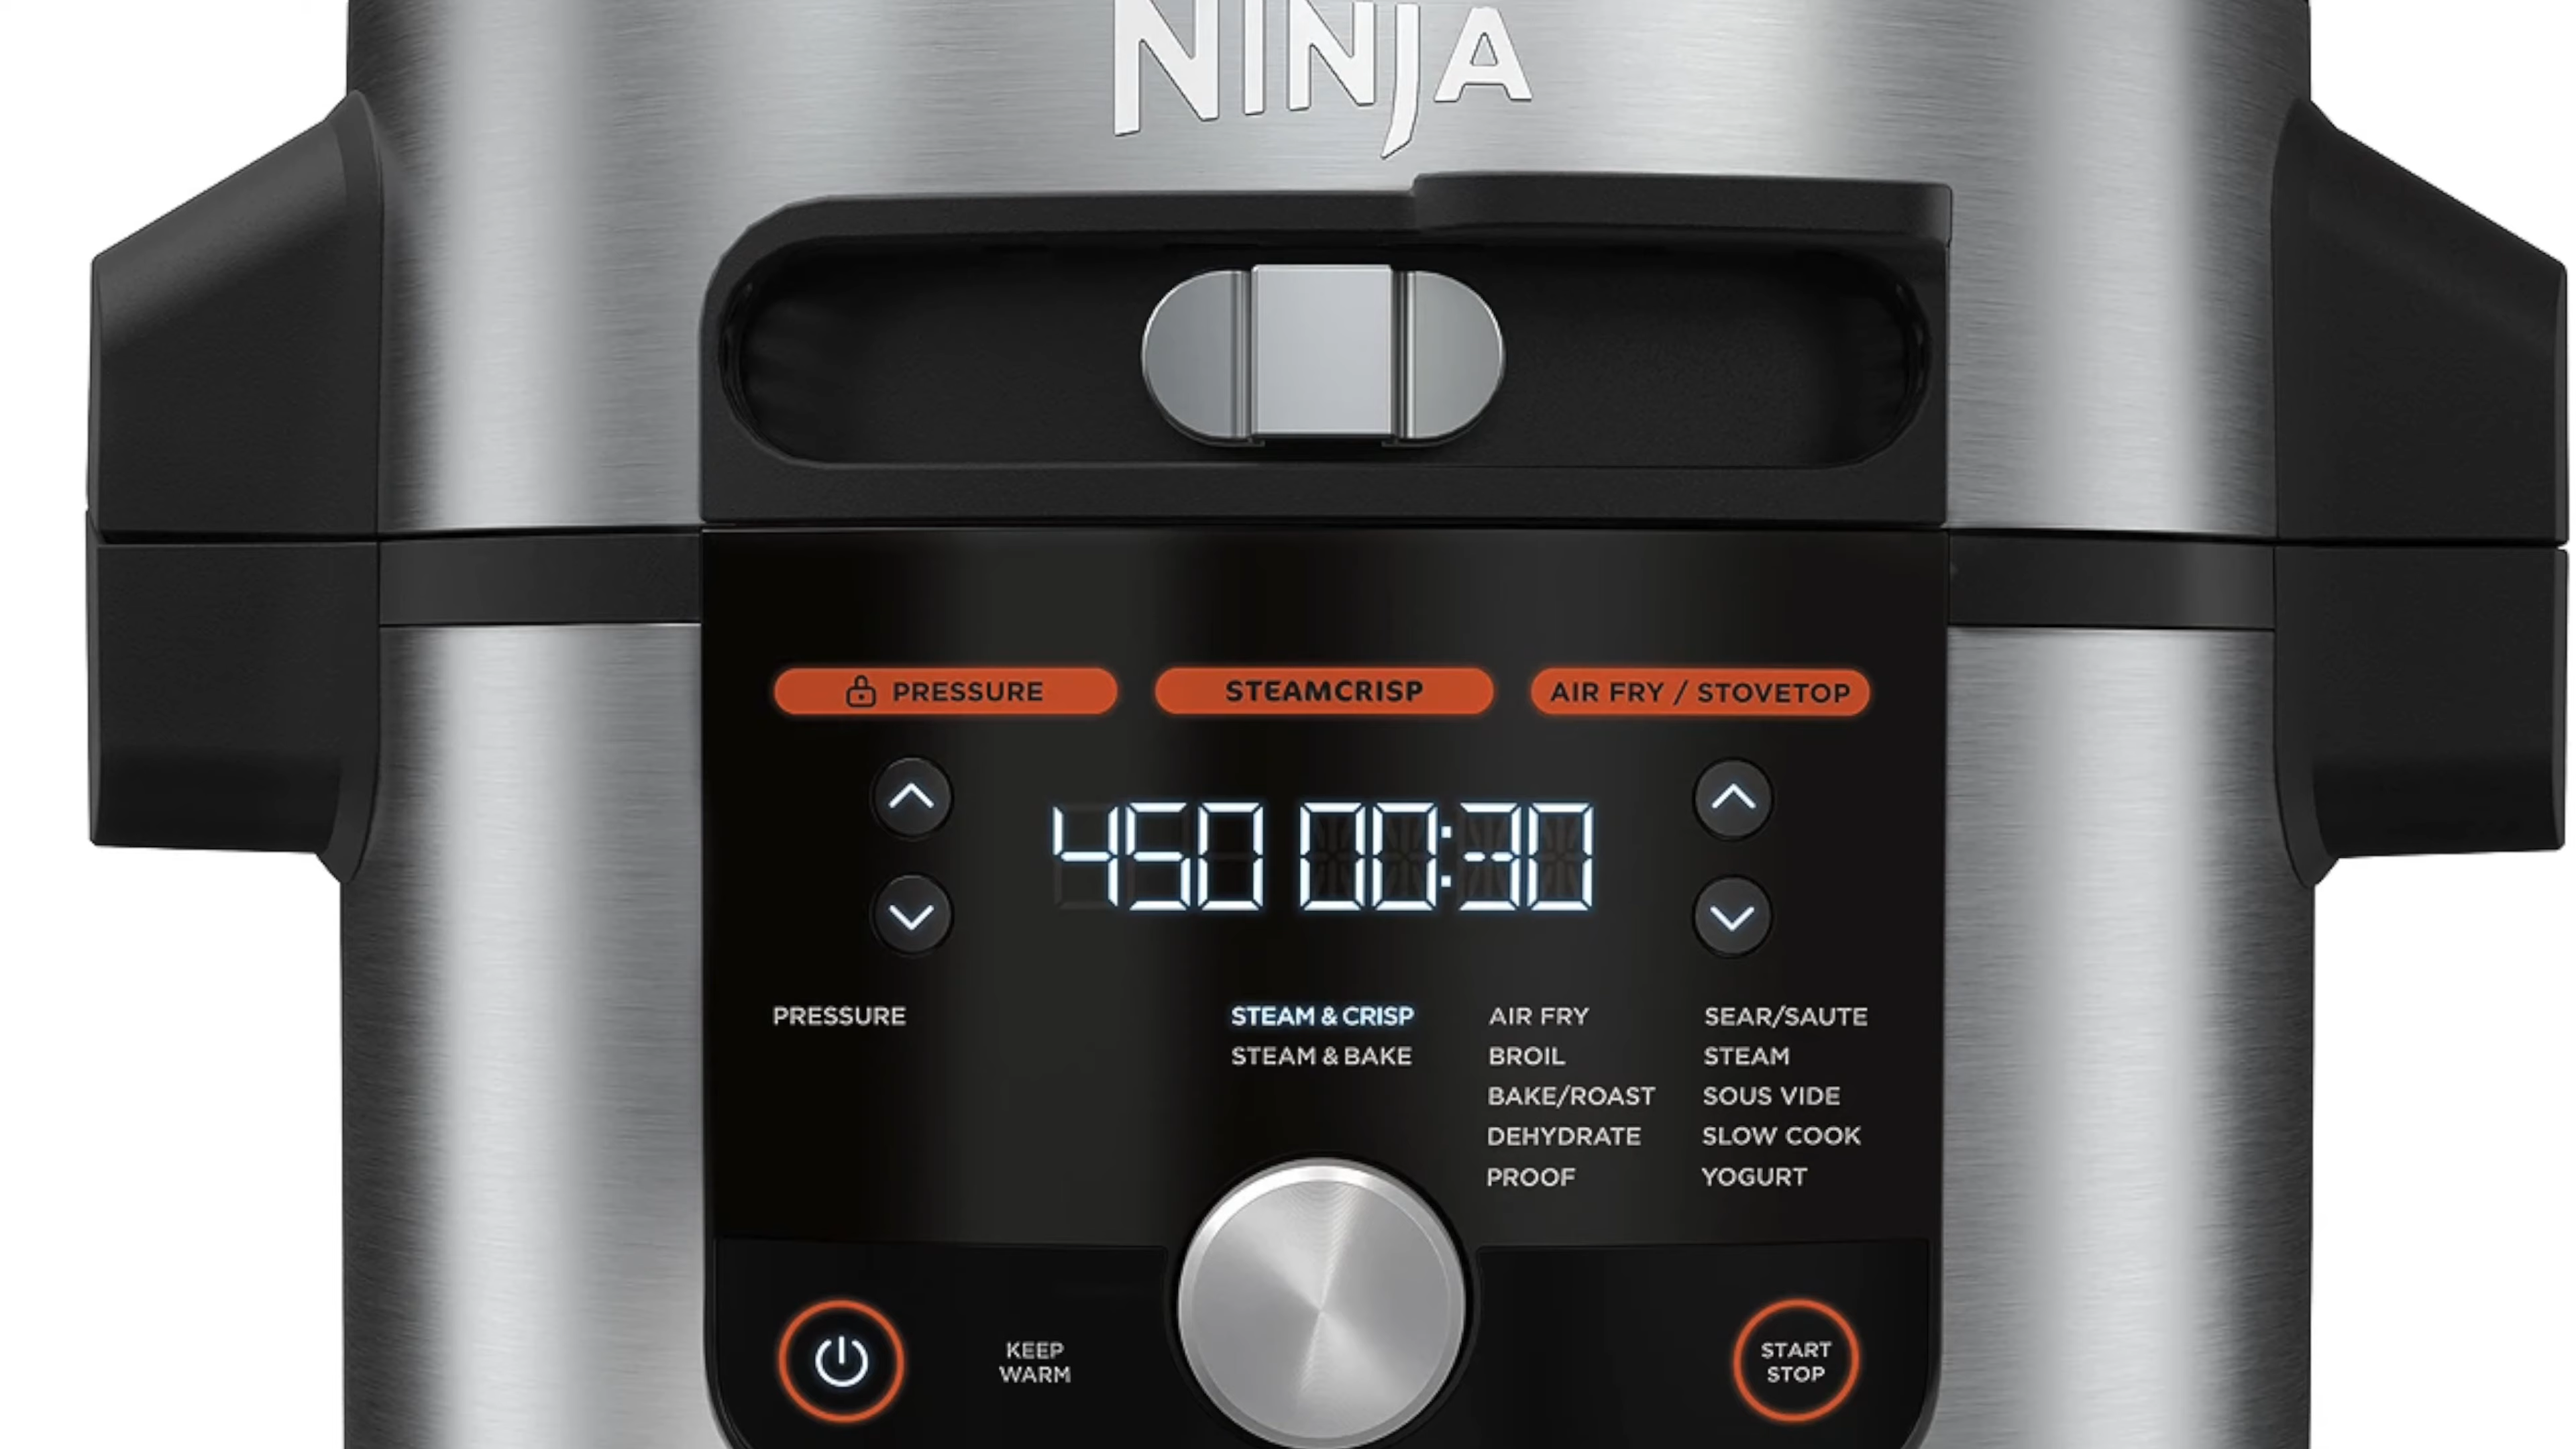 NINJA
PRESSURE
STEAMCRISP
AIR FRY / STOVETOP
450 00:30
PRESSURE
STEAM & CRISP
STEAM & BAKE
AIR FRY
BROIL
BAKE/ROAST
DEHYDRATE
PROOF
SEAR/SAUTE
STEAM
SOUS VIDE
SLOW COOK
YOGURT
KEEP
WARM
START
STOP